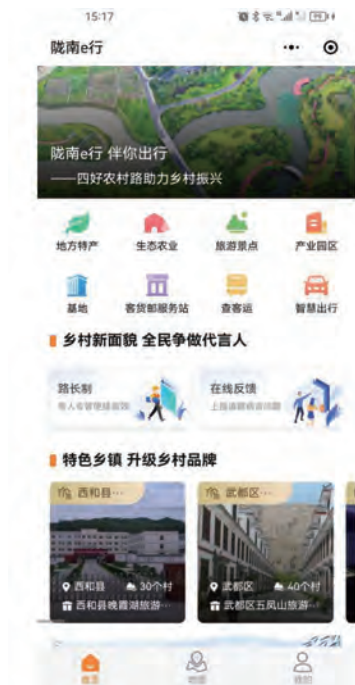 15:17
陇南e行
陇南e行 伴你出行
——四好农村路助力乡村振兴
地方特产 生态农业 旅游景点 产业园区
基地 客货邮服务站 查客运 智慧出行
乡村新面貌 全民争做代言人
路长制 在线反馈
特色乡镇 升级乡村品牌
西和县… 武都区…
西和县 30个村 武都区 40个村
西和县晚霞湖旅游… 武都区五凤山旅游…